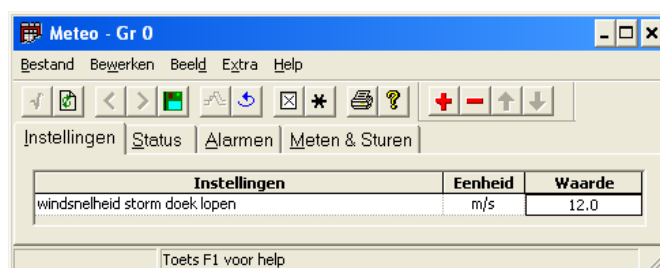 Meteo - Gr 0
Bestand Bewerken Beeld Extra Help
Instellingen Status Alarmen Meten & Sturen
Instellingen Eenheid Waarde
windsnelheid storm doek lopen m/s 12.0
Toets F1 voor help